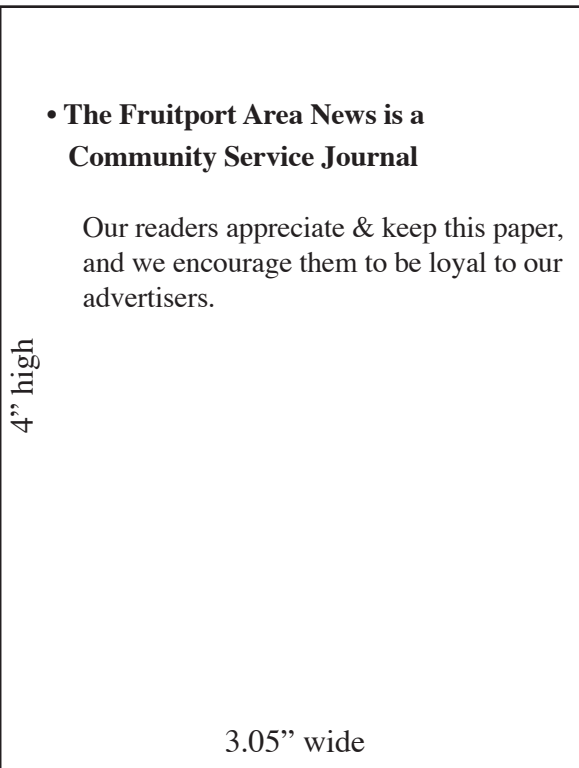 • The Fruitport Area News is a
Community Service Journal
Our readers appreciate & keep this paper,
and we encourage them to be loyal to our
advertisers.
4” high
3.05” wide